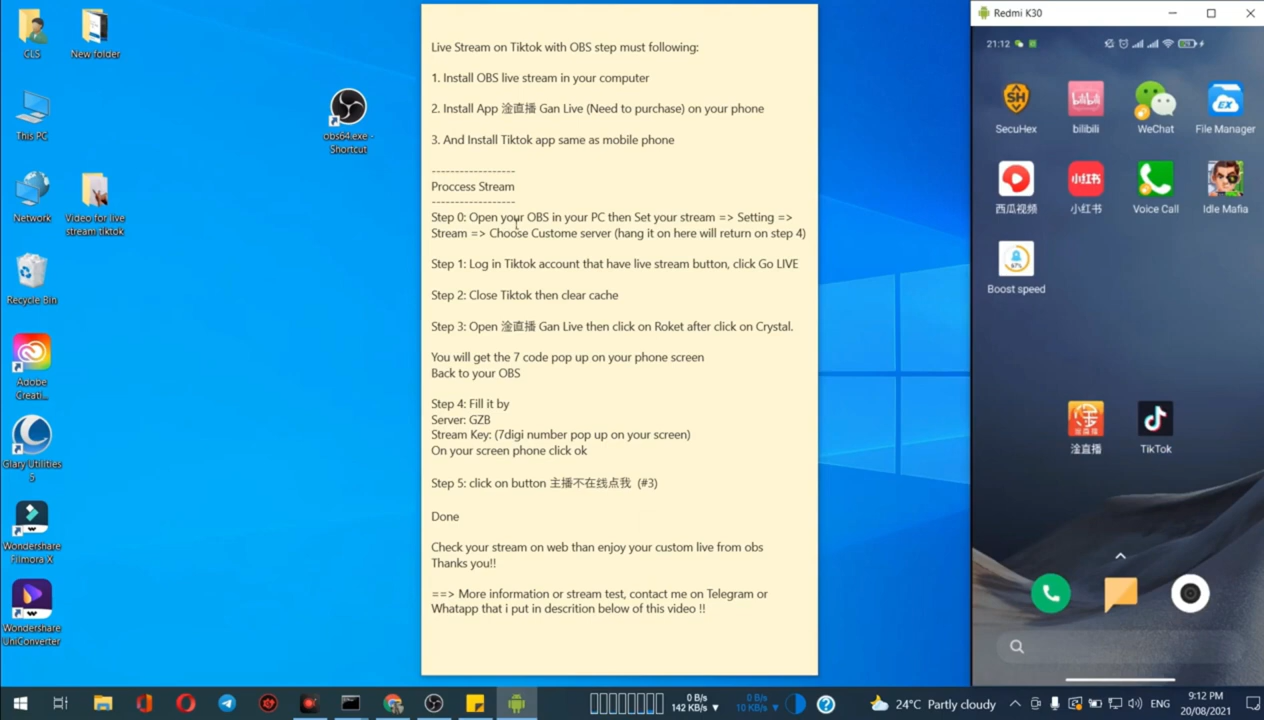 CLS
New folder
This PC
Network
Video for live
stream tiktok
Recycle Bin
Adobe
Creati...
Glary Utilities
5
Wondershare
Filmora X
Wondershare
UniConverter
obs64.exe -
Shortcut
Live Stream on Tiktok with OBS step must following:
1. Install OBS live stream in your computer
2. Install App 淦直播 Gan Live (Need to purchase) on your phone
3. And Install Tiktok app same as mobile phone
------------------
Proccess Stream
------------------
Step 0: Open your OBS in your PC then Set your stream => Setting =>
Stream => Choose Custome server (hang it on here will return on step 4)
Step 1: Log in Tiktok account that have live stream button, click Go LIVE
Step 2: Close Tiktok then clear cache
Step 3: Open 淦直播 Gan Live then click on Roket after click on Crystal.
You will get the 7 code pop up on your phone screen
Back to your OBS
Step 4: Fill it by
Server: GZB
Stream Key: (7digi number pop up on your screen)
On your screen phone click ok
Step 5: click on button 主播不在线点我 (#3)
Done
Check your stream on web than enjoy your custom live from obs
Thanks you!!
==> More information or stream test, contact me on Telegram or
Whatapp that i put in descrition below of this video !!
Redmi K30
21:12
SH
bilibili
EX
SecuHex
bilibili
WeChat
File Manager
小红书
西瓜视频
小红书
Voice Call
Idle Mafia
Boost speed
淦
淦直播
TikTok
0 B/s
142 KB/s
0 B/s
10 KB/s
24°C Partly cloudy
ENG
9:12 PM
20/08/2021